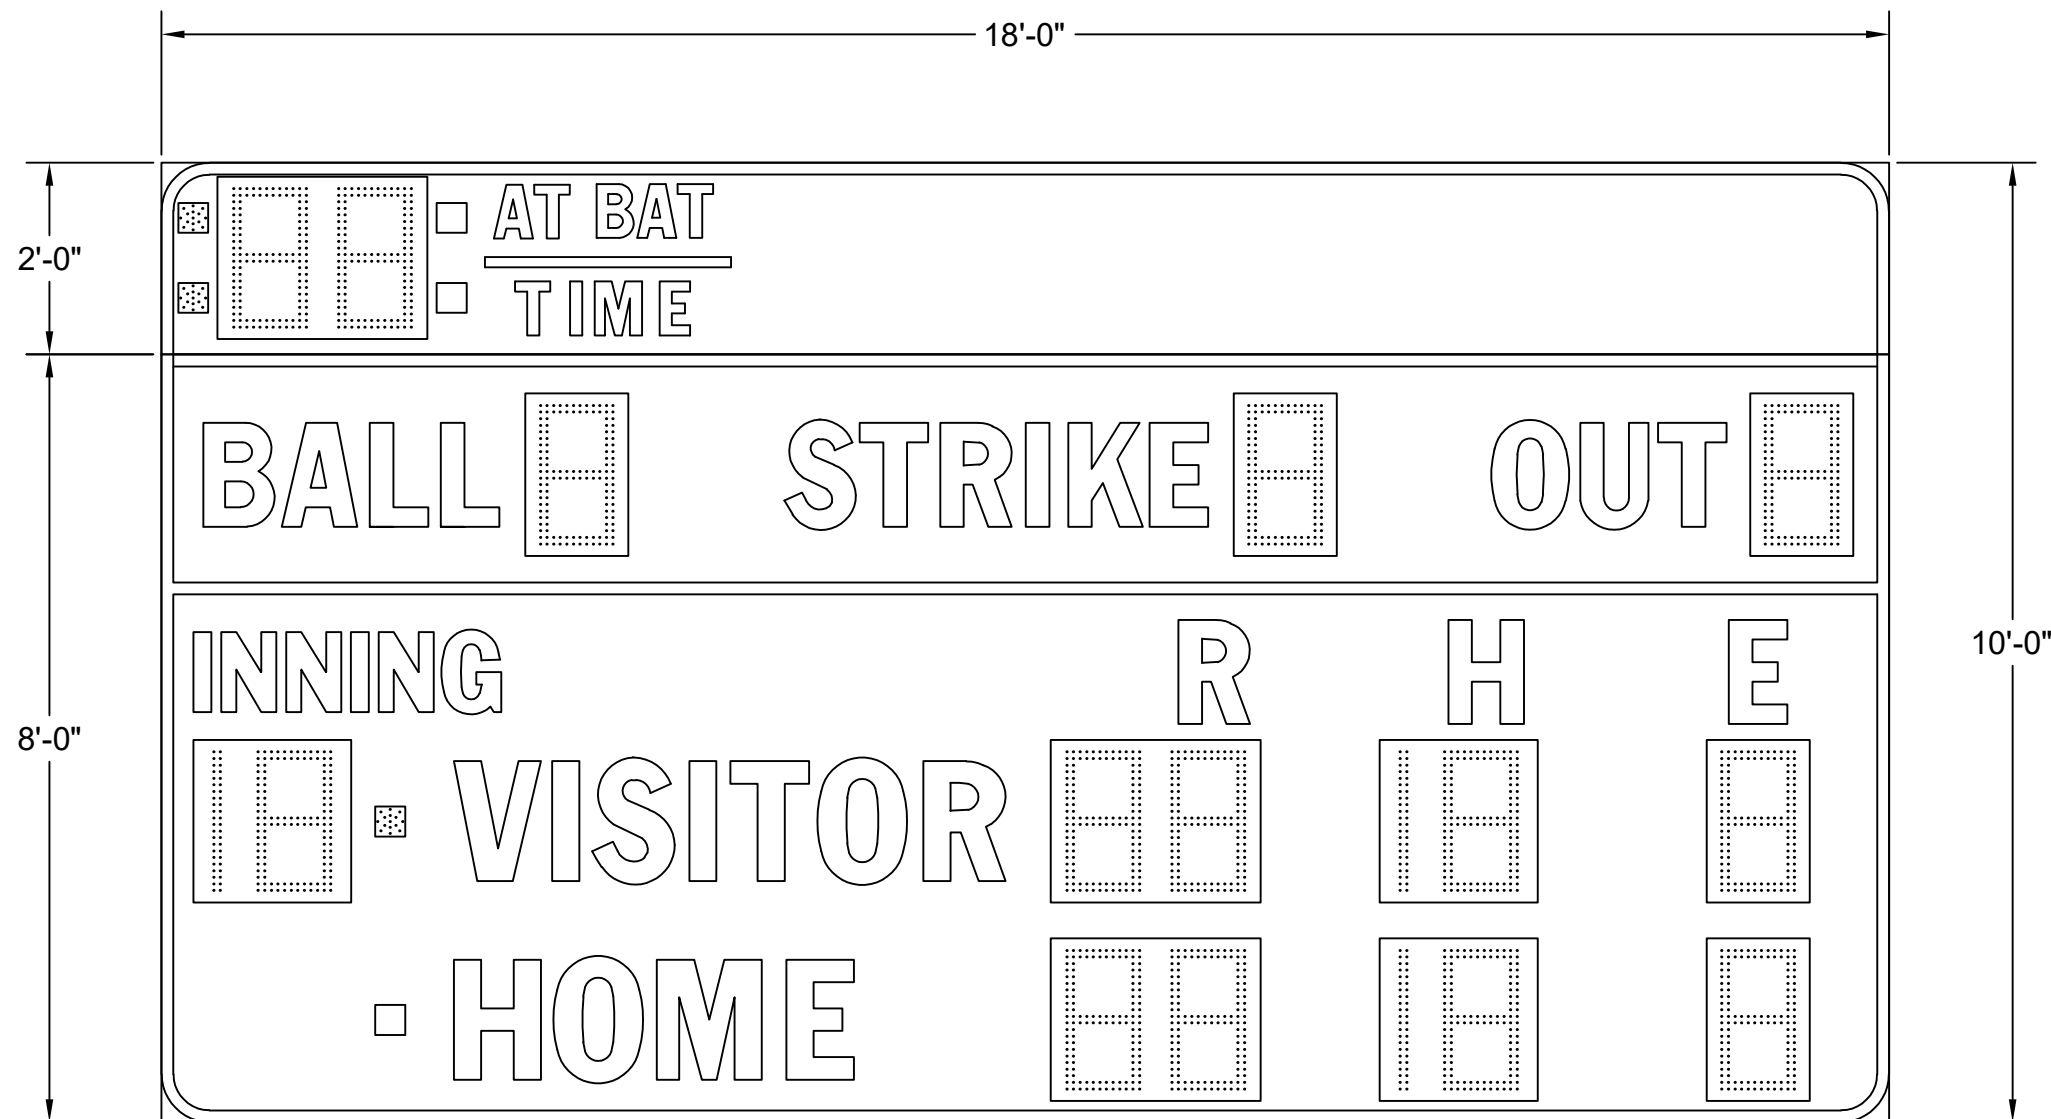 18'-0"
AT BAT
2'-0"
TIME
BALL STRIKE OUT
INNING R H E
10'-0"
8'-0"
VISITOR
HOME